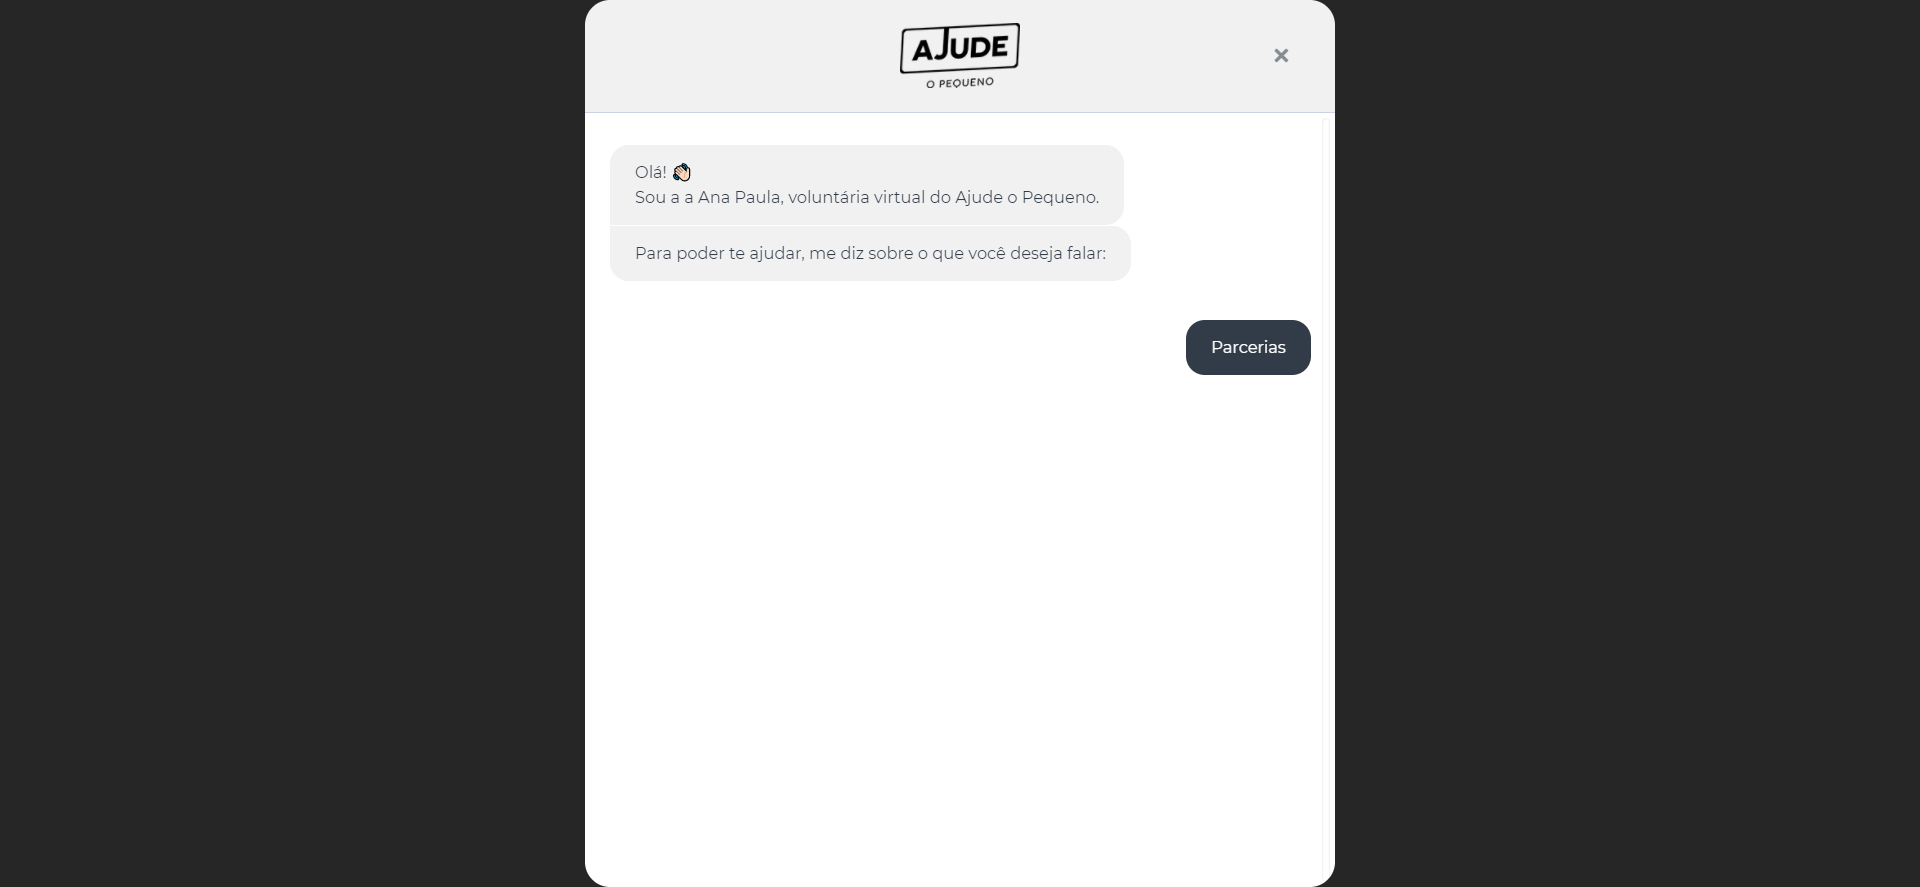 AJUDE
O PEQUENO
Olá! 👋🏻
Sou a a Ana Paula, voluntária virtual do Ajude o Pequeno.
Para poder te ajudar, me diz sobre o que você deseja falar:
Parcerias